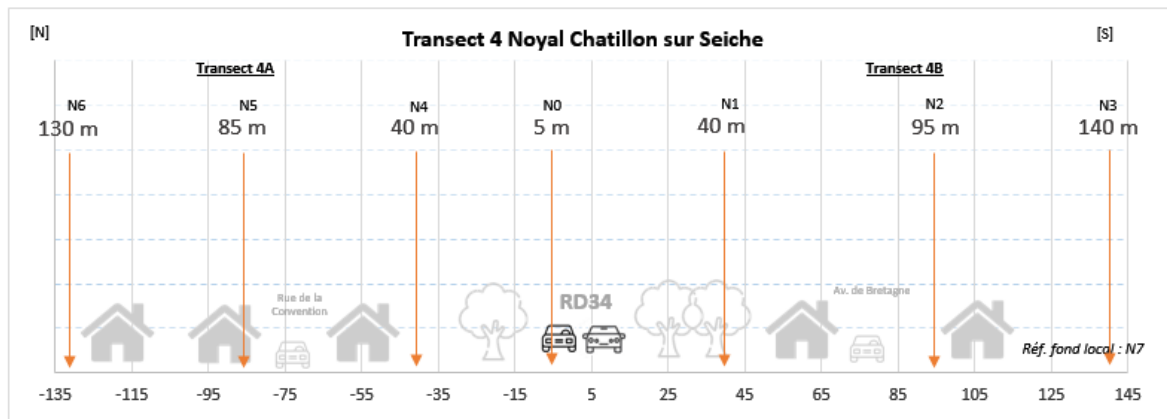 [N]
Transect 4 Noyal Chatillon sur Seiche
[S]
Transect 4A
Transect 4B
N6
N5
N4
N0
N1
N2
N3
130 m
85 m
40 m
5 m
40 m
95 m
140 m
Rue de la
Convention
RD34
Av. de Bretagne
Réf. fond local : N7
-135 -115 -95 -75 -55 -35 -15 5 25 45 65 85 105 125 145